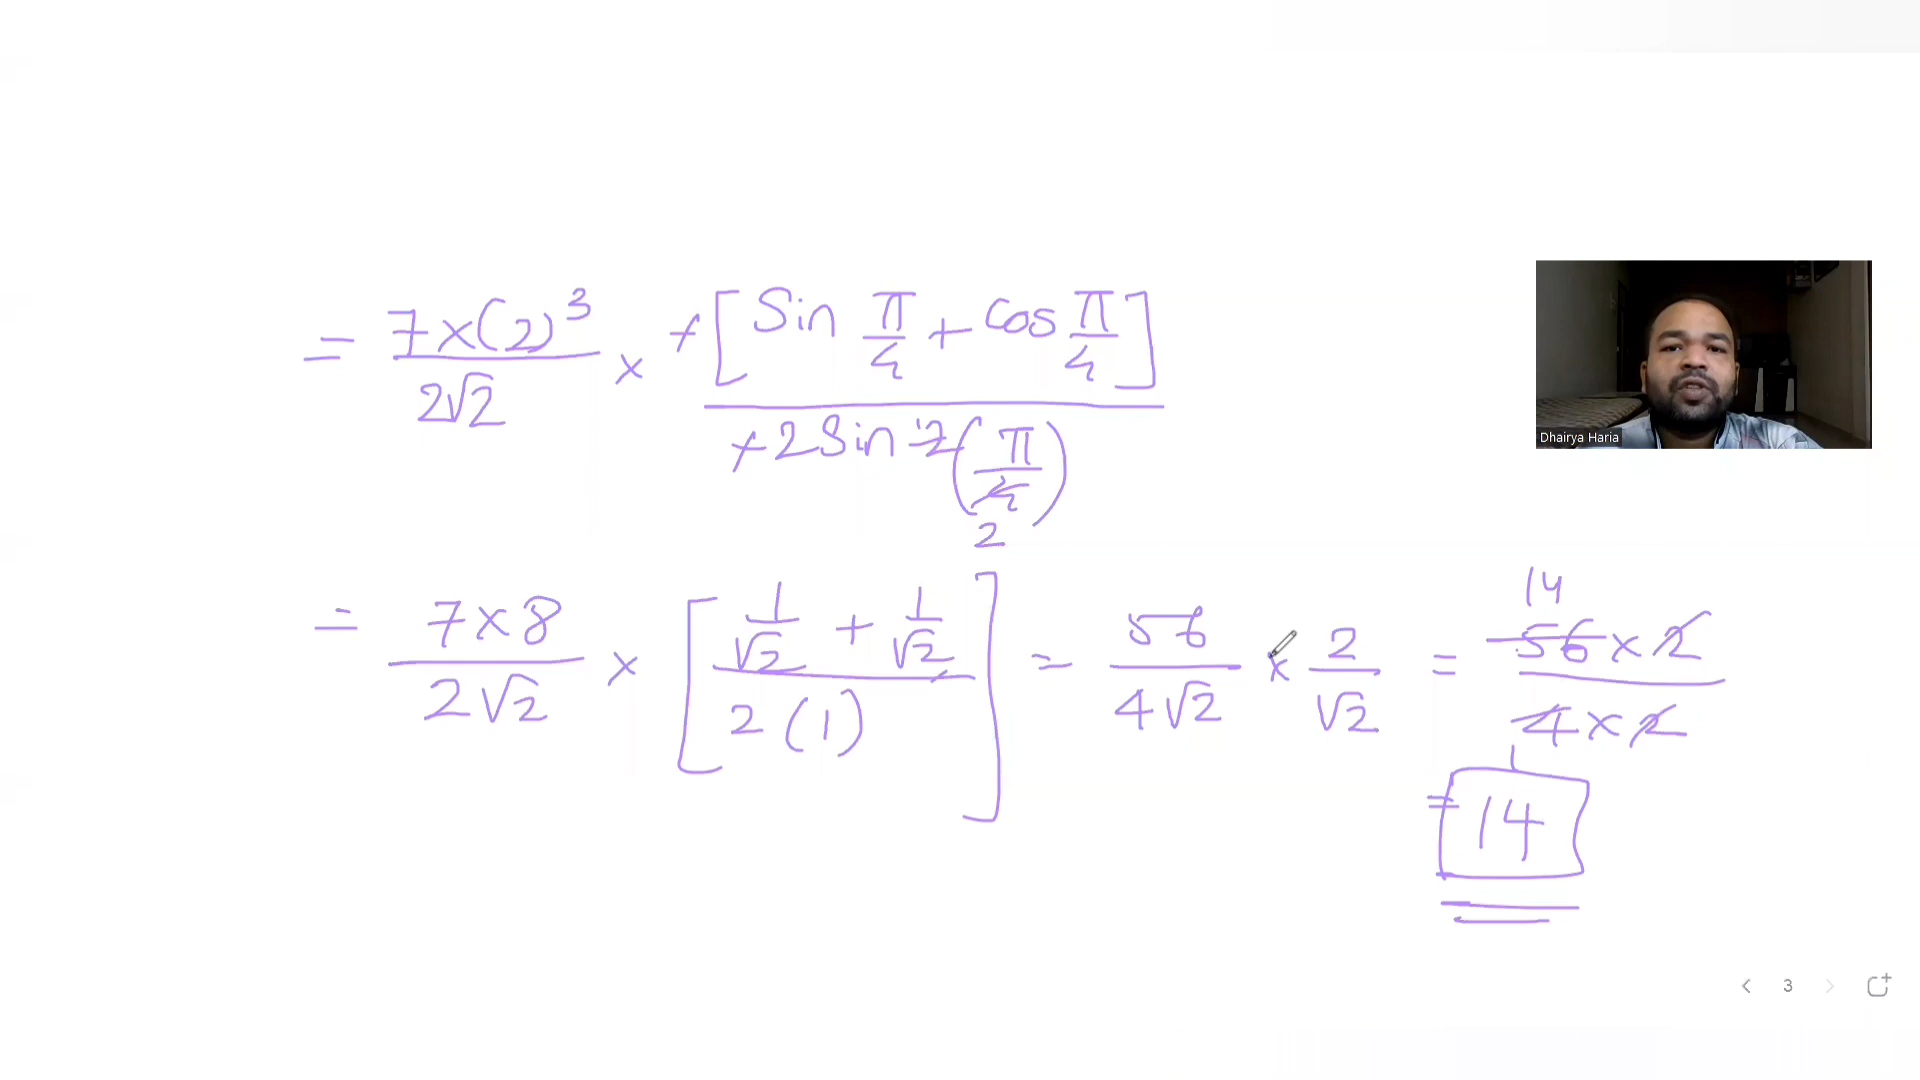 = 7×(2)³ / 2√2 × +[Sin π/4 + cos π/4] / +2 Sin 2(π/4) 2
Dhairya Haria
= 7×8 / 2√2 × [1/√2 + 1/√2 / 2(1)] = 56 / 4√2 × 2/√2 = 14 56×2 / 4×2 1
= 14
3